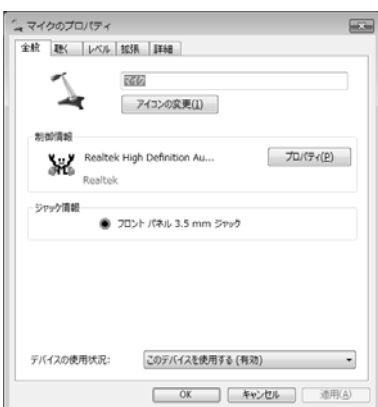 マイクのプロパティ
全般 聴く レベル 拡張 詳細
マイク
アイコンの変更(I)
制御情報
Realtek High Definition Au... プロパティ(P)
Realtek
ジャック情報
フロント パネル 3.5 mm ジャック
デバイスの使用状況: このデバイスを使用する (有効)
OK キャンセル 適用(A)